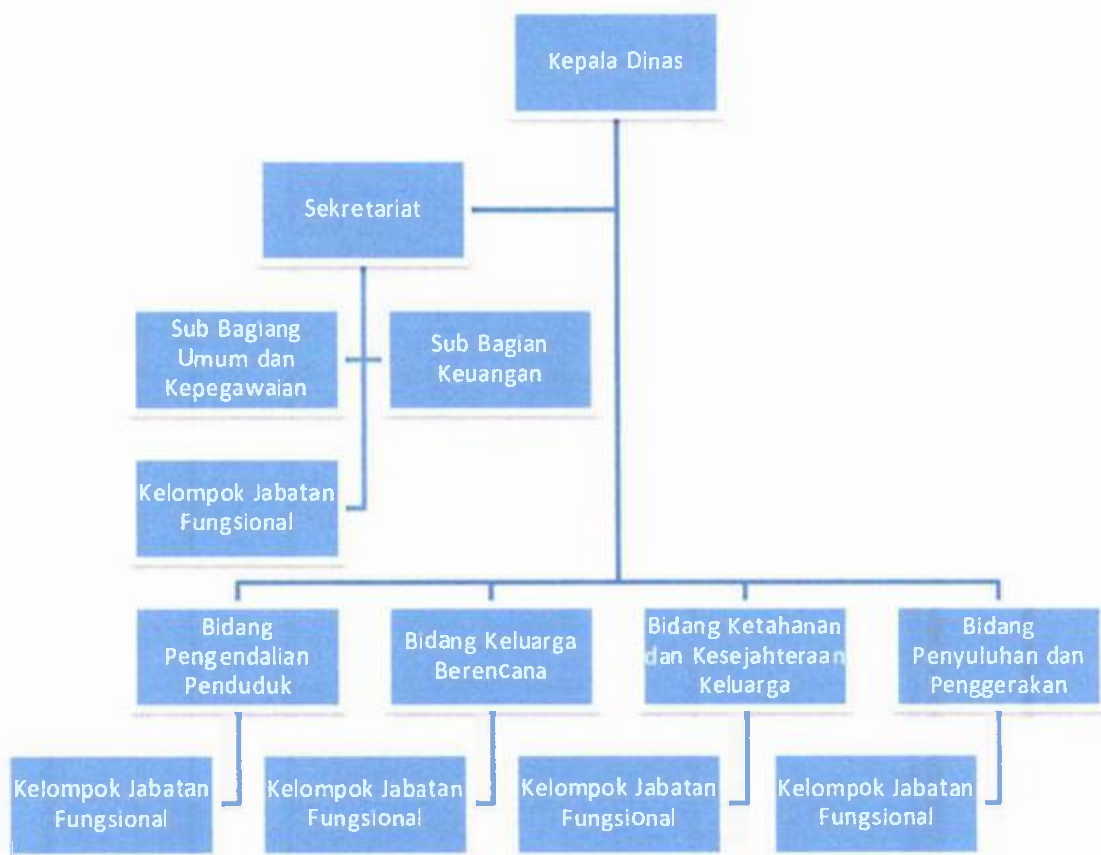 Kepala Dinas
Sekretariat
Sub Bagiang
Umum dan
Kepegawaian
Sub Bagian
Keuangan
Kelompok Jabatan
Fungsional
Bidang
Pengendalian
Penduduk
Bidang Keluarga
Berencana
Bidang Ketahanan
dan Kesejahteraan
Keluarga
Bidang
Penyuluhan dan
Penggerakan
Kelompok Jabatan
Fungsional
Kelompok Jabatan
Fungsional
Kelompok Jabatan
Fungsional
Kelompok Jabatan
Fungsional